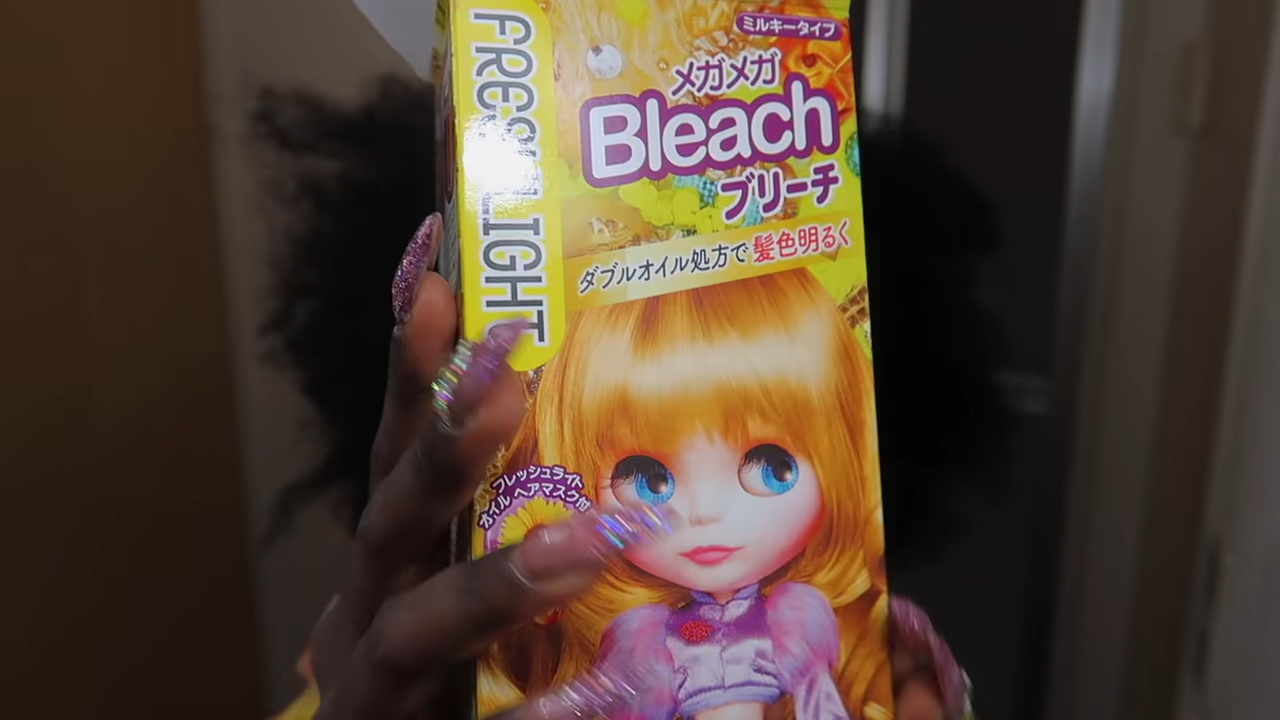 FRESHLIGHT
ミルキータイプ
メガメガ
Bleach
ブリーチ
ダブルオイル処方で髪色明るく
フレッシュライト
オイル ヘアマスク付